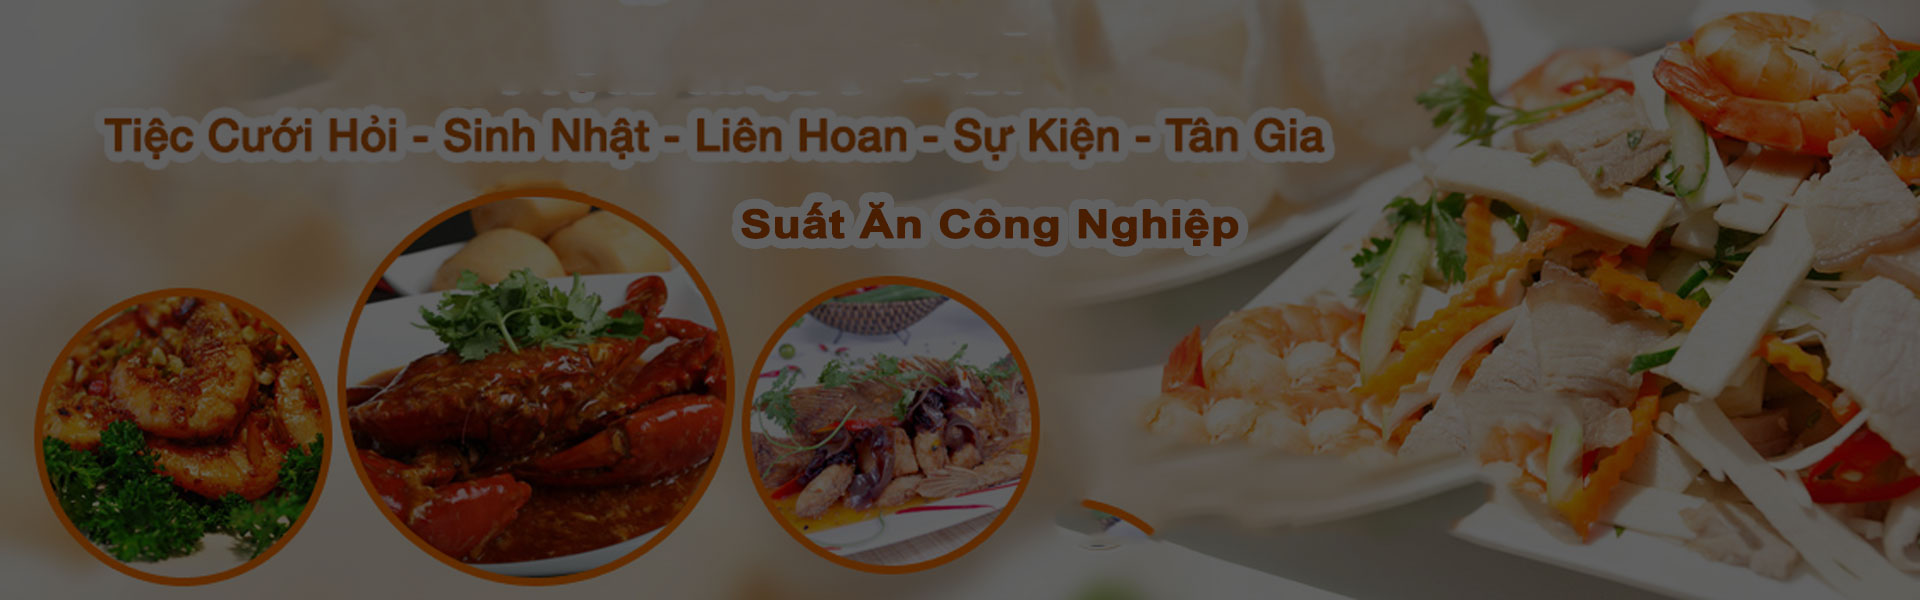 Tiệc Cưới Hỏi - Sinh Nhật - Liên Hoan - Sự Kiện - Tân Gia
Suất Ăn Công Nghiệp